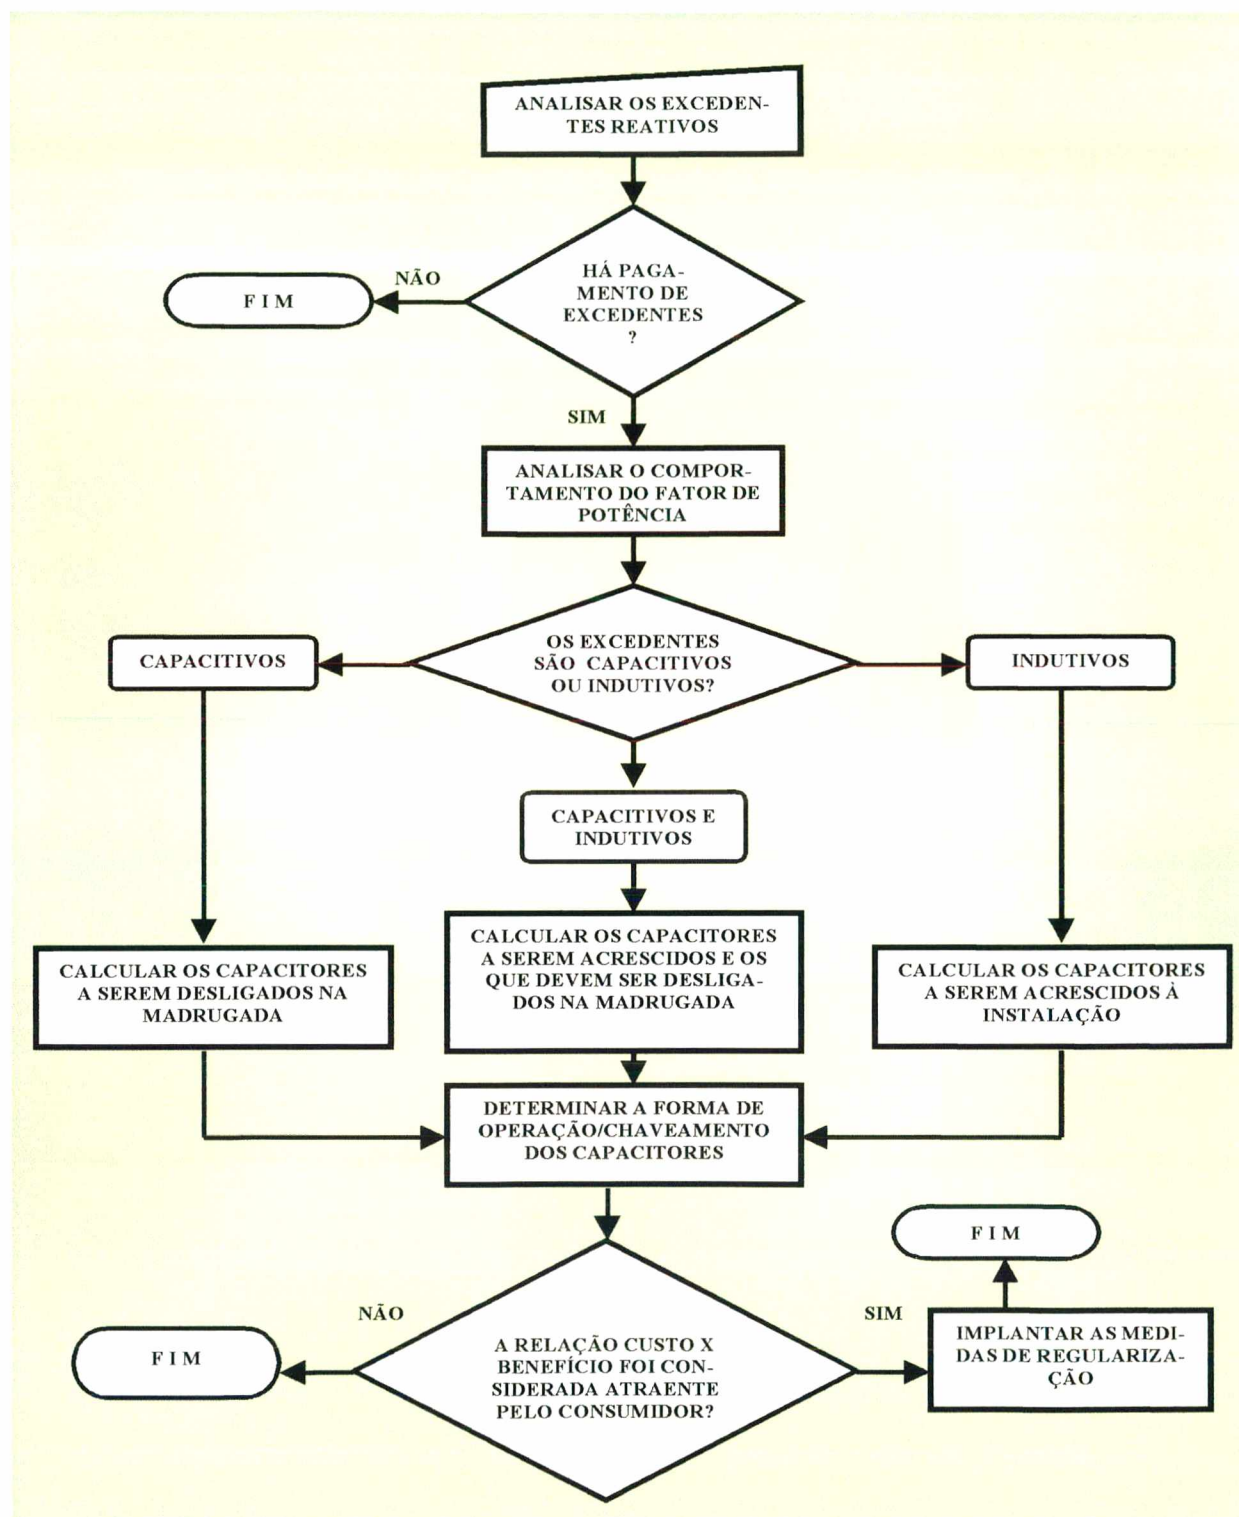 ANALISAR OS EXCEDEN-
TES REATIVOS
HÁ PAGA-
MENTO DE
EXCEDENTES
?
NÃO
F I M
SIM
ANALISAR O COMPOR-
TAMENTO DO FATOR DE
POTÊNCIA
OS EXCEDENTES
SÃO CAPACITIVOS
OU INDUTIVOS?
CAPACITIVOS
INDUTIVOS
CAPACITIVOS E
INDUTIVOS
CALCULAR OS CAPACITORES
A SEREM DESLIGADOS NA
MADRUGADA
CALCULAR OS CAPACITORES
A SEREM ACRESCIDOS E OS
QUE DEVEM SER DESLIGA-
DOS NA MADRUGADA
CALCULAR OS CAPACITORES
A SEREM ACRESCIDOS À
INSTALAÇÃO
DETERMINAR A FORMA DE
OPERAÇÃO/CHAVEAMENTO
DOS CAPACITORES
A RELAÇÃO CUSTO X
BENEFÍCIO FOI CON-
SIDERADA ATRAENTE
PELO CONSUMIDOR?
NÃO
F I M
SIM
IMPLANTAR AS MEDI-
DAS DE REGULARIZA-
ÇÃO
F I M